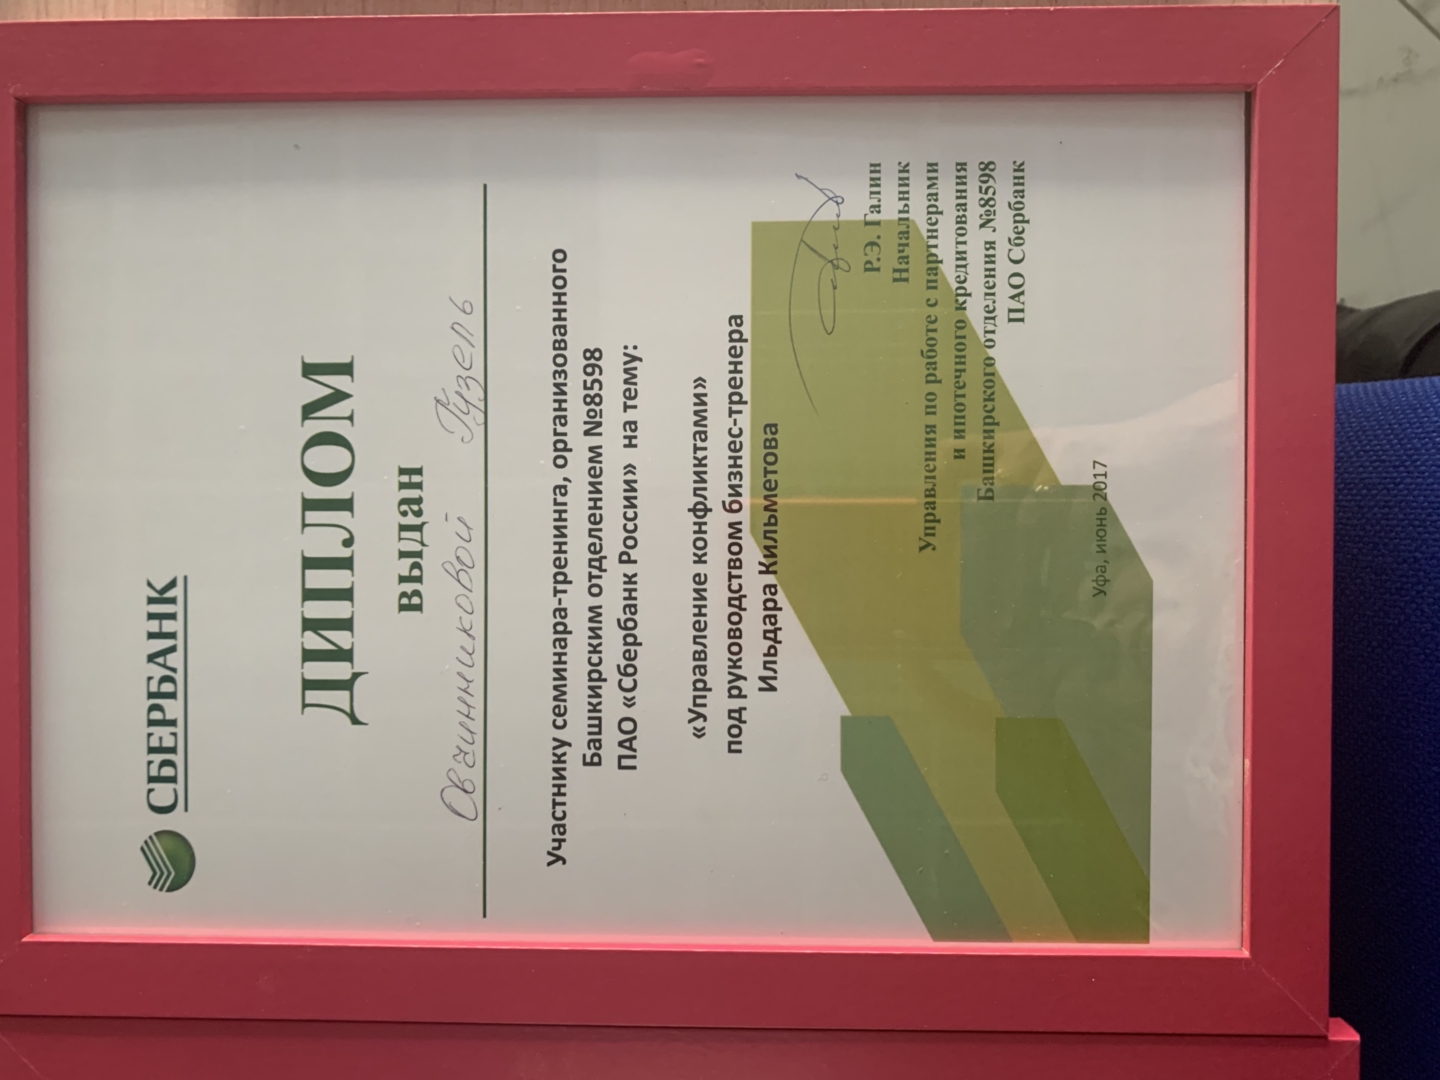 СБЕРБАНК
ДИПЛОМ
выдан
Овчинниковой Гузель
Участнику семинара-тренинга, организованного
Башкирским отделением №8598
ПАО «Сбербанк России» на тему:
«Управление конфликтами»
под руководством бизнес-тренера
Ильдара Кильметова
Р.Э. Галин
Начальник
Управления по работе с партнерами
и ипотечного кредитования
Башкирского отделения №8598
ПАО Сбербанк
Уфа, июнь 2017